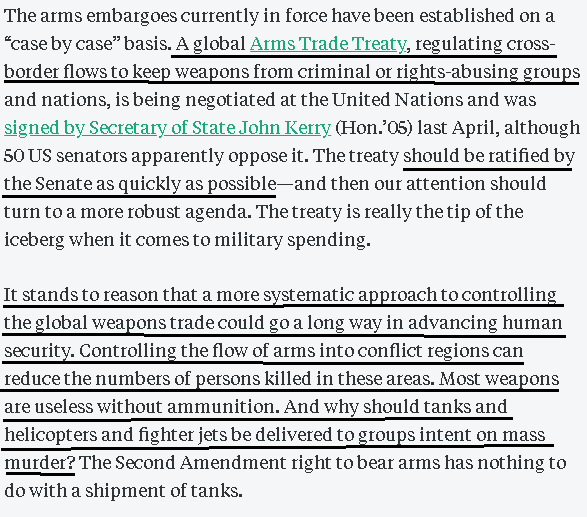 The arms embargoes currently in force have been established on a
“case by case” basis. A global Arms Trade Treaty, regulating cross-
border flows to keep weapons from criminal or rights-abusing groups
and nations, is being negotiated at the United Nations and was
signed by Secretary of State John Kerry (Hon.’05) last April, although
50 US senators apparently oppose it. The treaty should be ratified by
the Senate as quickly as possible—and then our attention should
turn to a more robust agenda. The treaty is really the tip of the
iceberg when it comes to military spending.
It stands to reason that a more systematic approach to controlling
the global weapons trade could go a long way in advancing human
security. Controlling the flow of arms into conflict regions can
reduce the numbers of persons killed in these areas. Most weapons
are useless without ammunition. And why should tanks and
helicopters and fighter jets be delivered to groups intent on mass
murder? The Second Amendment right to bear arms has nothing to
do with a shipment of tanks.